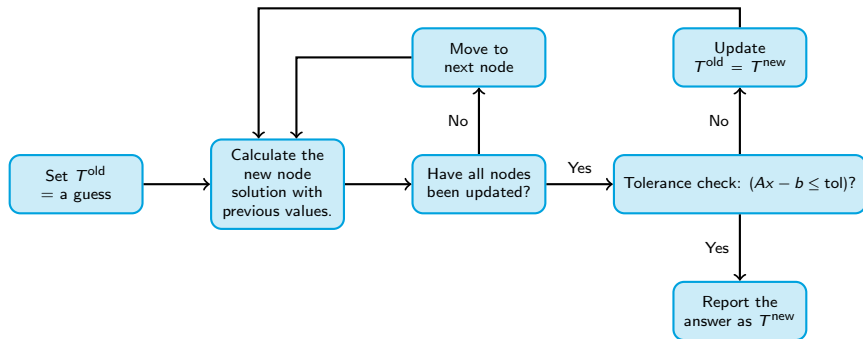 Move to
next node
Update
T^old = T^new
No
No
Set T^old
= a guess
Calculate the
new node
solution with
previous values.
Have all nodes
been updated?
Yes
Tolerance check: (Ax − b ≤ tol)?
Yes
Report the
answer as T^new